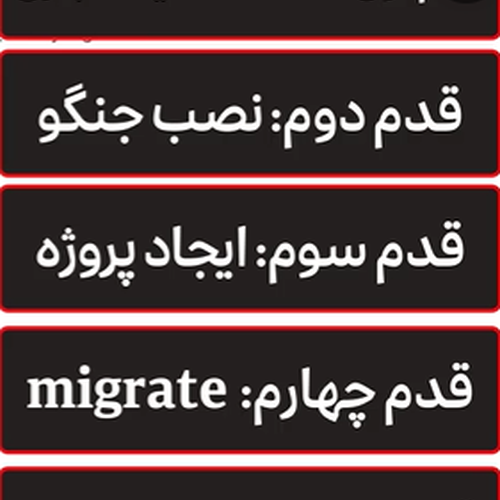 قدم دوم: نصب جنگو
قدم سوم: ایجاد پروژه
قدم چهارم: migrate